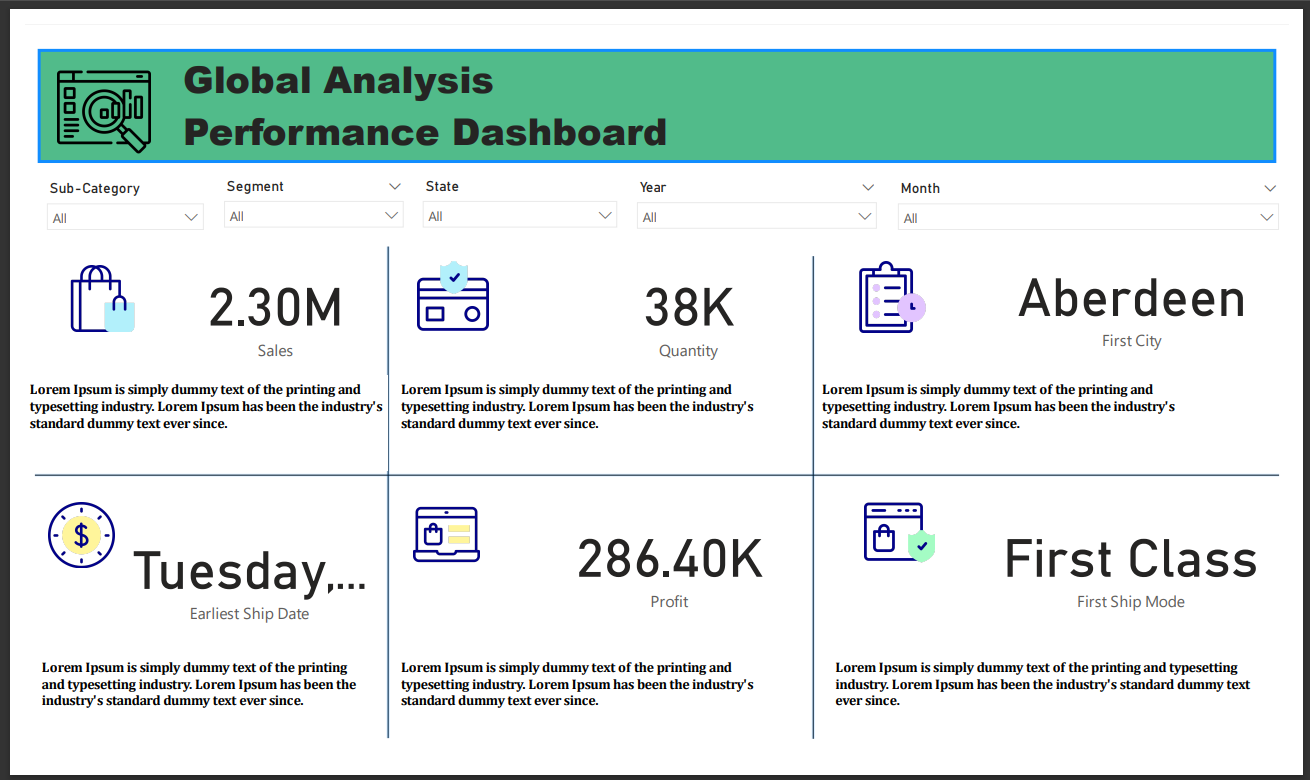 Global Analysis
Performance Dashboard
Sub-Category
Segment
State
Year
Month
All
All
All
All
All
2.30M
Sales
Lorem Ipsum is simply dummy text of the printing and
typesetting industry. Lorem Ipsum has been the industry's
standard dummy text ever since.
38K
Quantity
Lorem Ipsum is simply dummy text of the printing and
typesetting industry. Lorem Ipsum has been the industry's
standard dummy text ever since.
Aberdeen
First City
Lorem Ipsum is simply dummy text of the printing and
typesetting industry. Lorem Ipsum has been the industry's
standard dummy text ever since.
$
Tuesday,...
Earliest Ship Date
Lorem Ipsum is simply dummy text of the printing
and typesetting industry. Lorem Ipsum has been the
industry's standard dummy text ever since.
286.40K
Profit
Lorem Ipsum is simply dummy text of the printing and
typesetting industry. Lorem Ipsum has been the industry's
standard dummy text ever since.
First Class
First Ship Mode
Lorem Ipsum is simply dummy text of the printing and typesetting
industry. Lorem Ipsum has been the industry's standard dummy text
ever since.